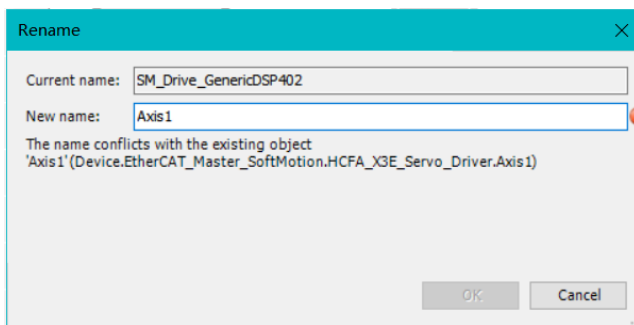 Rename
Current name: SM_Drive_GenericDSP402
New name: Axis1
The name conflicts with the existing object
'Axis1'(Device.EtherCAT_Master_SoftMotion.HCFA_X3E_Servo_Driver.Axis1)
OK Cancel